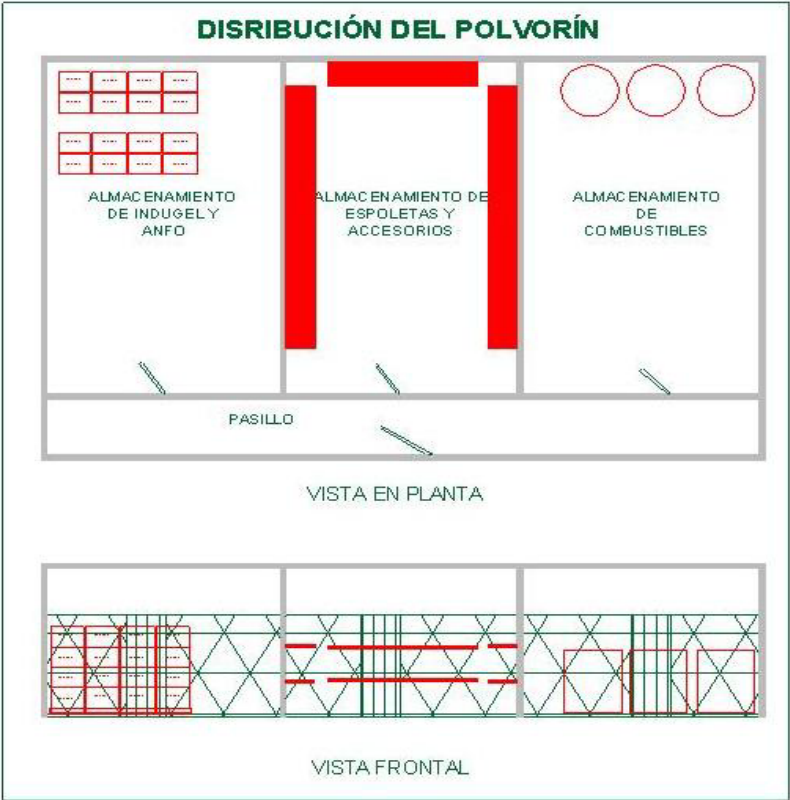 DISRIBUCIÓN DEL POLVORÍN
ALMACENAMIENTO
DE INDUGEL Y
ANFO
ALMACENAMIENTO DE
ESPOLETAS Y
ACCESORIOS
ALMACENAMIENTO
DE
COMBUSTIBLES
PASILLO
VISTA EN PLANTA
VISTA FRONTAL